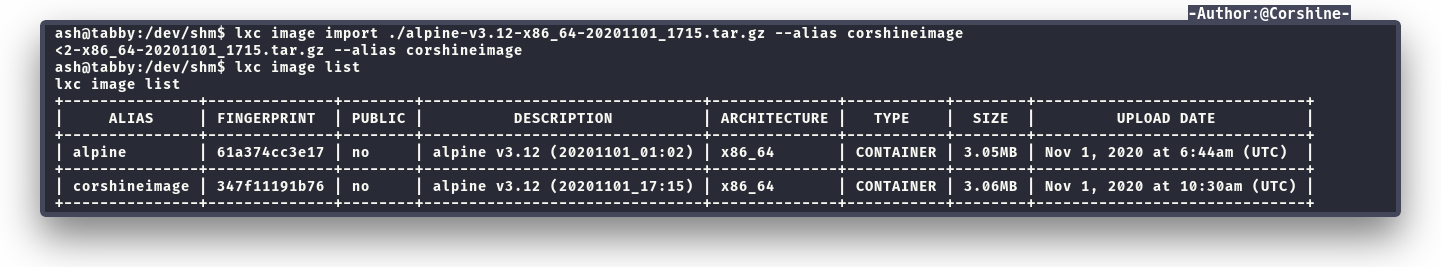 -Author:@Corshine-
ash@tabby:/dev/shm$ lxc image import ./alpine-v3.12-x86_64-20201101_1715.tar.gz --alias corshineimage
<2-x86_64-20201101_1715.tar.gz --alias corshineimage
ash@tabby:/dev/shm$ lxc image list
lxc image list
+---------------+--------------+--------+-------------------------------+--------------+-----------+--------+------------------------------+
|     ALIAS     | FINGERPRINT  | PUBLIC |          DESCRIPTION          | ARCHITECTURE |   TYPE    |  SIZE  |         UPLOAD DATE          |
+---------------+--------------+--------+-------------------------------+--------------+-----------+--------+------------------------------+
| alpine        | 61a374cc3e17 | no     | alpine v3.12 (20201101_01:02) | x86_64       | CONTAINER | 3.05MB | Nov 1, 2020 at 6:44am (UTC)  |
+---------------+--------------+--------+-------------------------------+--------------+-----------+--------+------------------------------+
| corshineimage | 347f11191b76 | no     | alpine v3.12 (20201101_17:15) | x86_64       | CONTAINER | 3.06MB | Nov 1, 2020 at 10:30am (UTC) |
+---------------+--------------+--------+-------------------------------+--------------+-----------+--------+------------------------------+